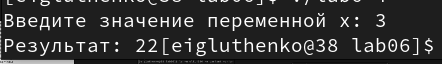 Введите значение переменной x: 3
Результат: 22[eigluthenko@38 lab06]$